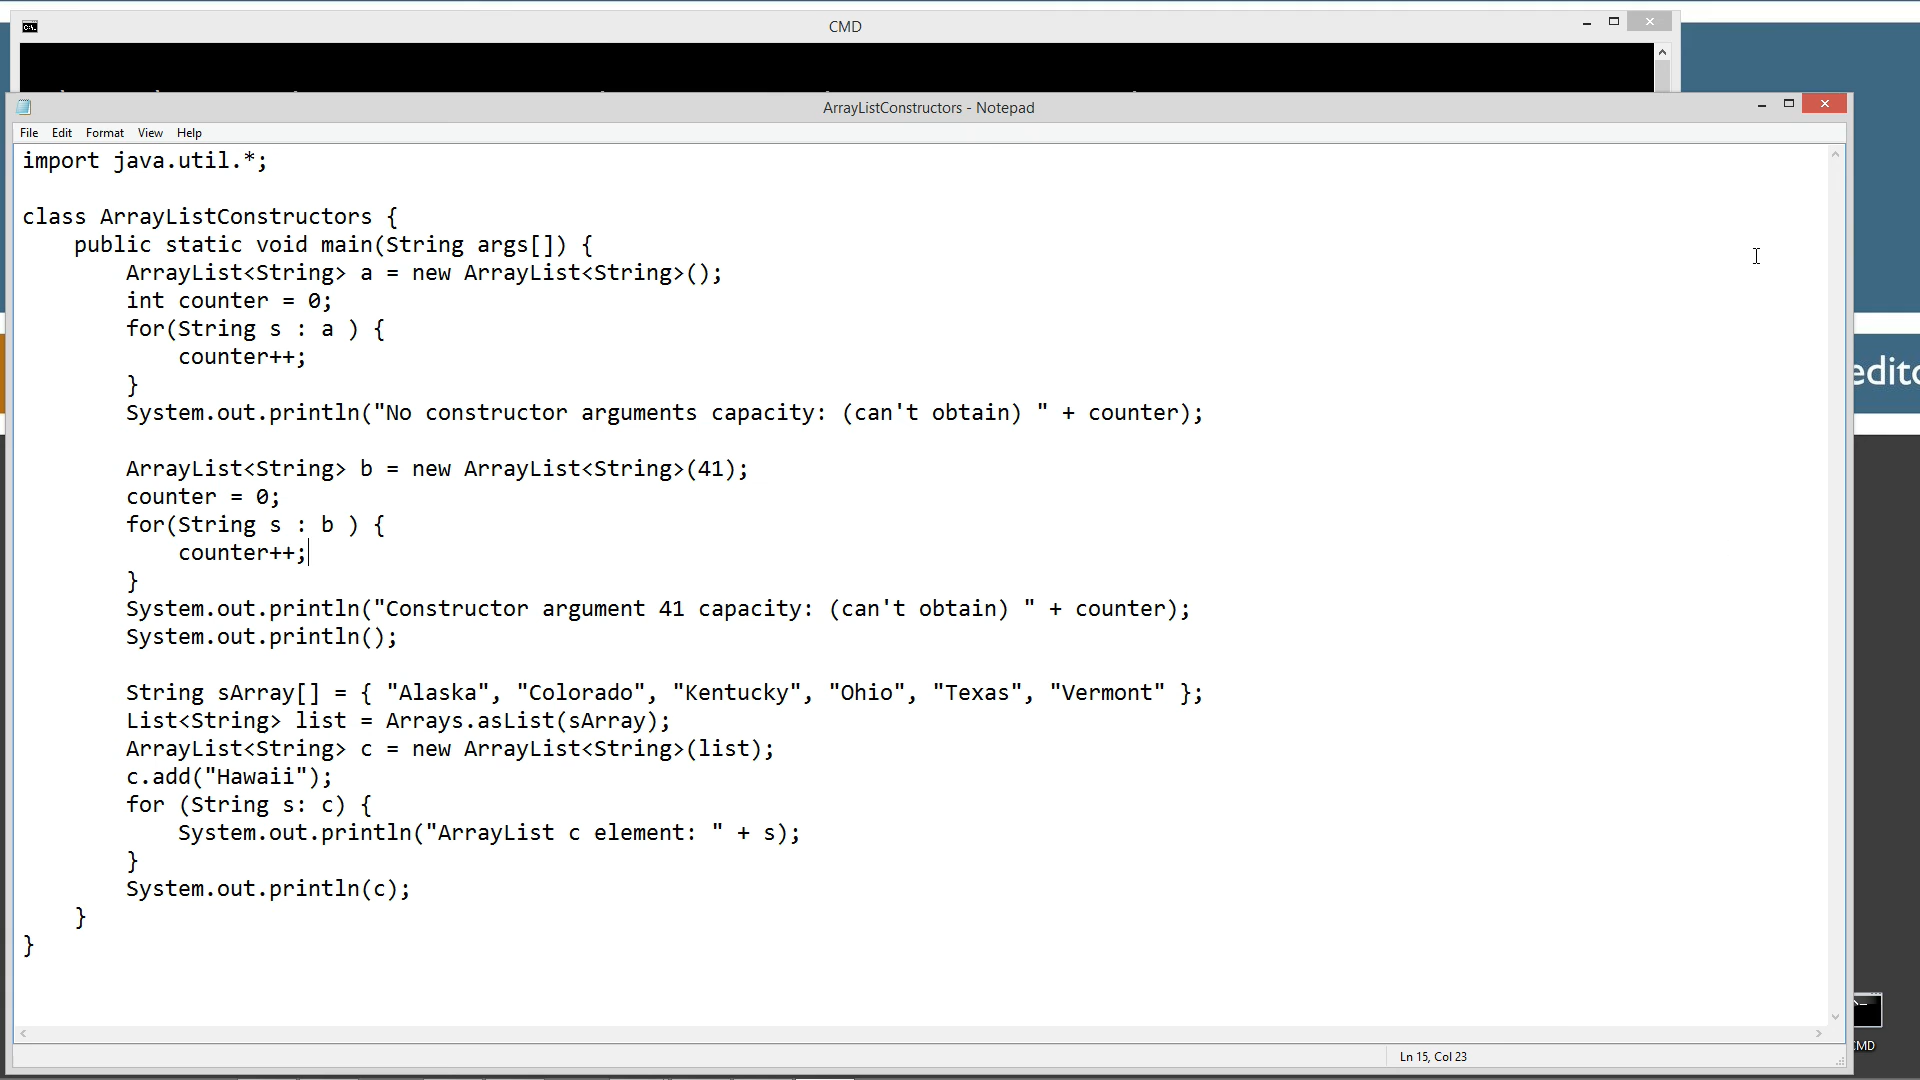 CMD
ArrayListConstructors - Notepad
File Edit Format View Help
import java.util.*;
class ArrayListConstructors {
    public static void main(String args[]) {
        ArrayList<String> a = new ArrayList<String>();
        int counter = 0;
        for(String s : a ) {
            counter++;
        }
        System.out.println("No constructor arguments capacity: (can't obtain) " + counter);
        ArrayList<String> b = new ArrayList<String>(41);
        counter = 0;
        for(String s : b ) {
            counter++;
        }
        System.out.println("Constructor argument 41 capacity: (can't obtain) " + counter);
        System.out.println();
        String sArray[] = { "Alaska", "Colorado", "Kentucky", "Ohio", "Texas", "Vermont" };
        List<String> list = Arrays.asList(sArray);
        ArrayList<String> c = new ArrayList<String>(list);
        c.add("Hawaii");
        for (String s: c) {
            System.out.println("ArrayList c element: " + s);
        }
        System.out.println(c);
    }
}
Ln 15, Col 23